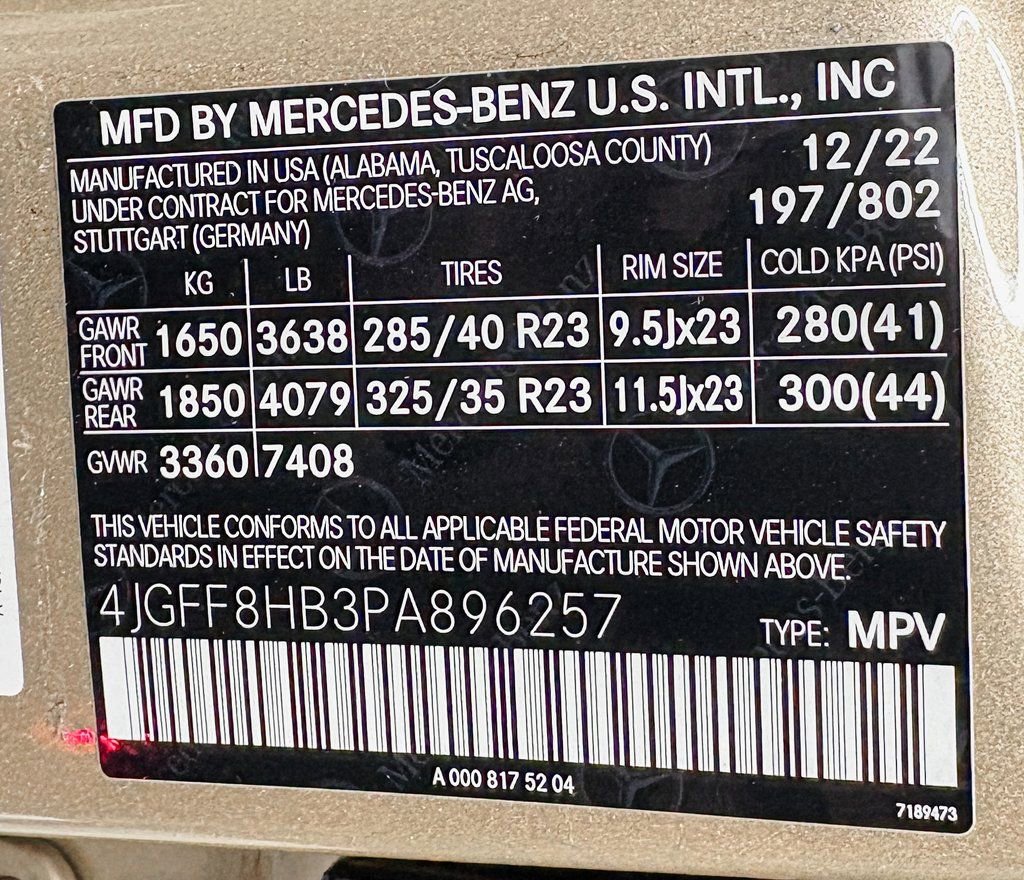 MFD BY MERCEDES-BENZ U.S. INTL., INC
MANUFACTURED IN USA (ALABAMA, TUSCALOOSA COUNTY) 12/22
UNDER CONTRACT FOR MERCEDES-BENZ AG, 197/802
STUTTGART (GERMANY)
KG LB TIRES RIM SIZE COLD KPA (PSI)
GAWR FRONT 1650 3638 285/40 R23 9.5Jx23 280(41)
GAWR REAR 1850 4079 325/35 R23 11.5Jx23 300(44)
GVWR 3360 7408
THIS VEHICLE CONFORMS TO ALL APPLICABLE FEDERAL MOTOR VEHICLE SAFETY
STANDARDS IN EFFECT ON THE DATE OF MANUFACTURE SHOWN ABOVE.
4JGFF8HB3PA896257 TYPE: MPV
A 000 817 52 04
7189473